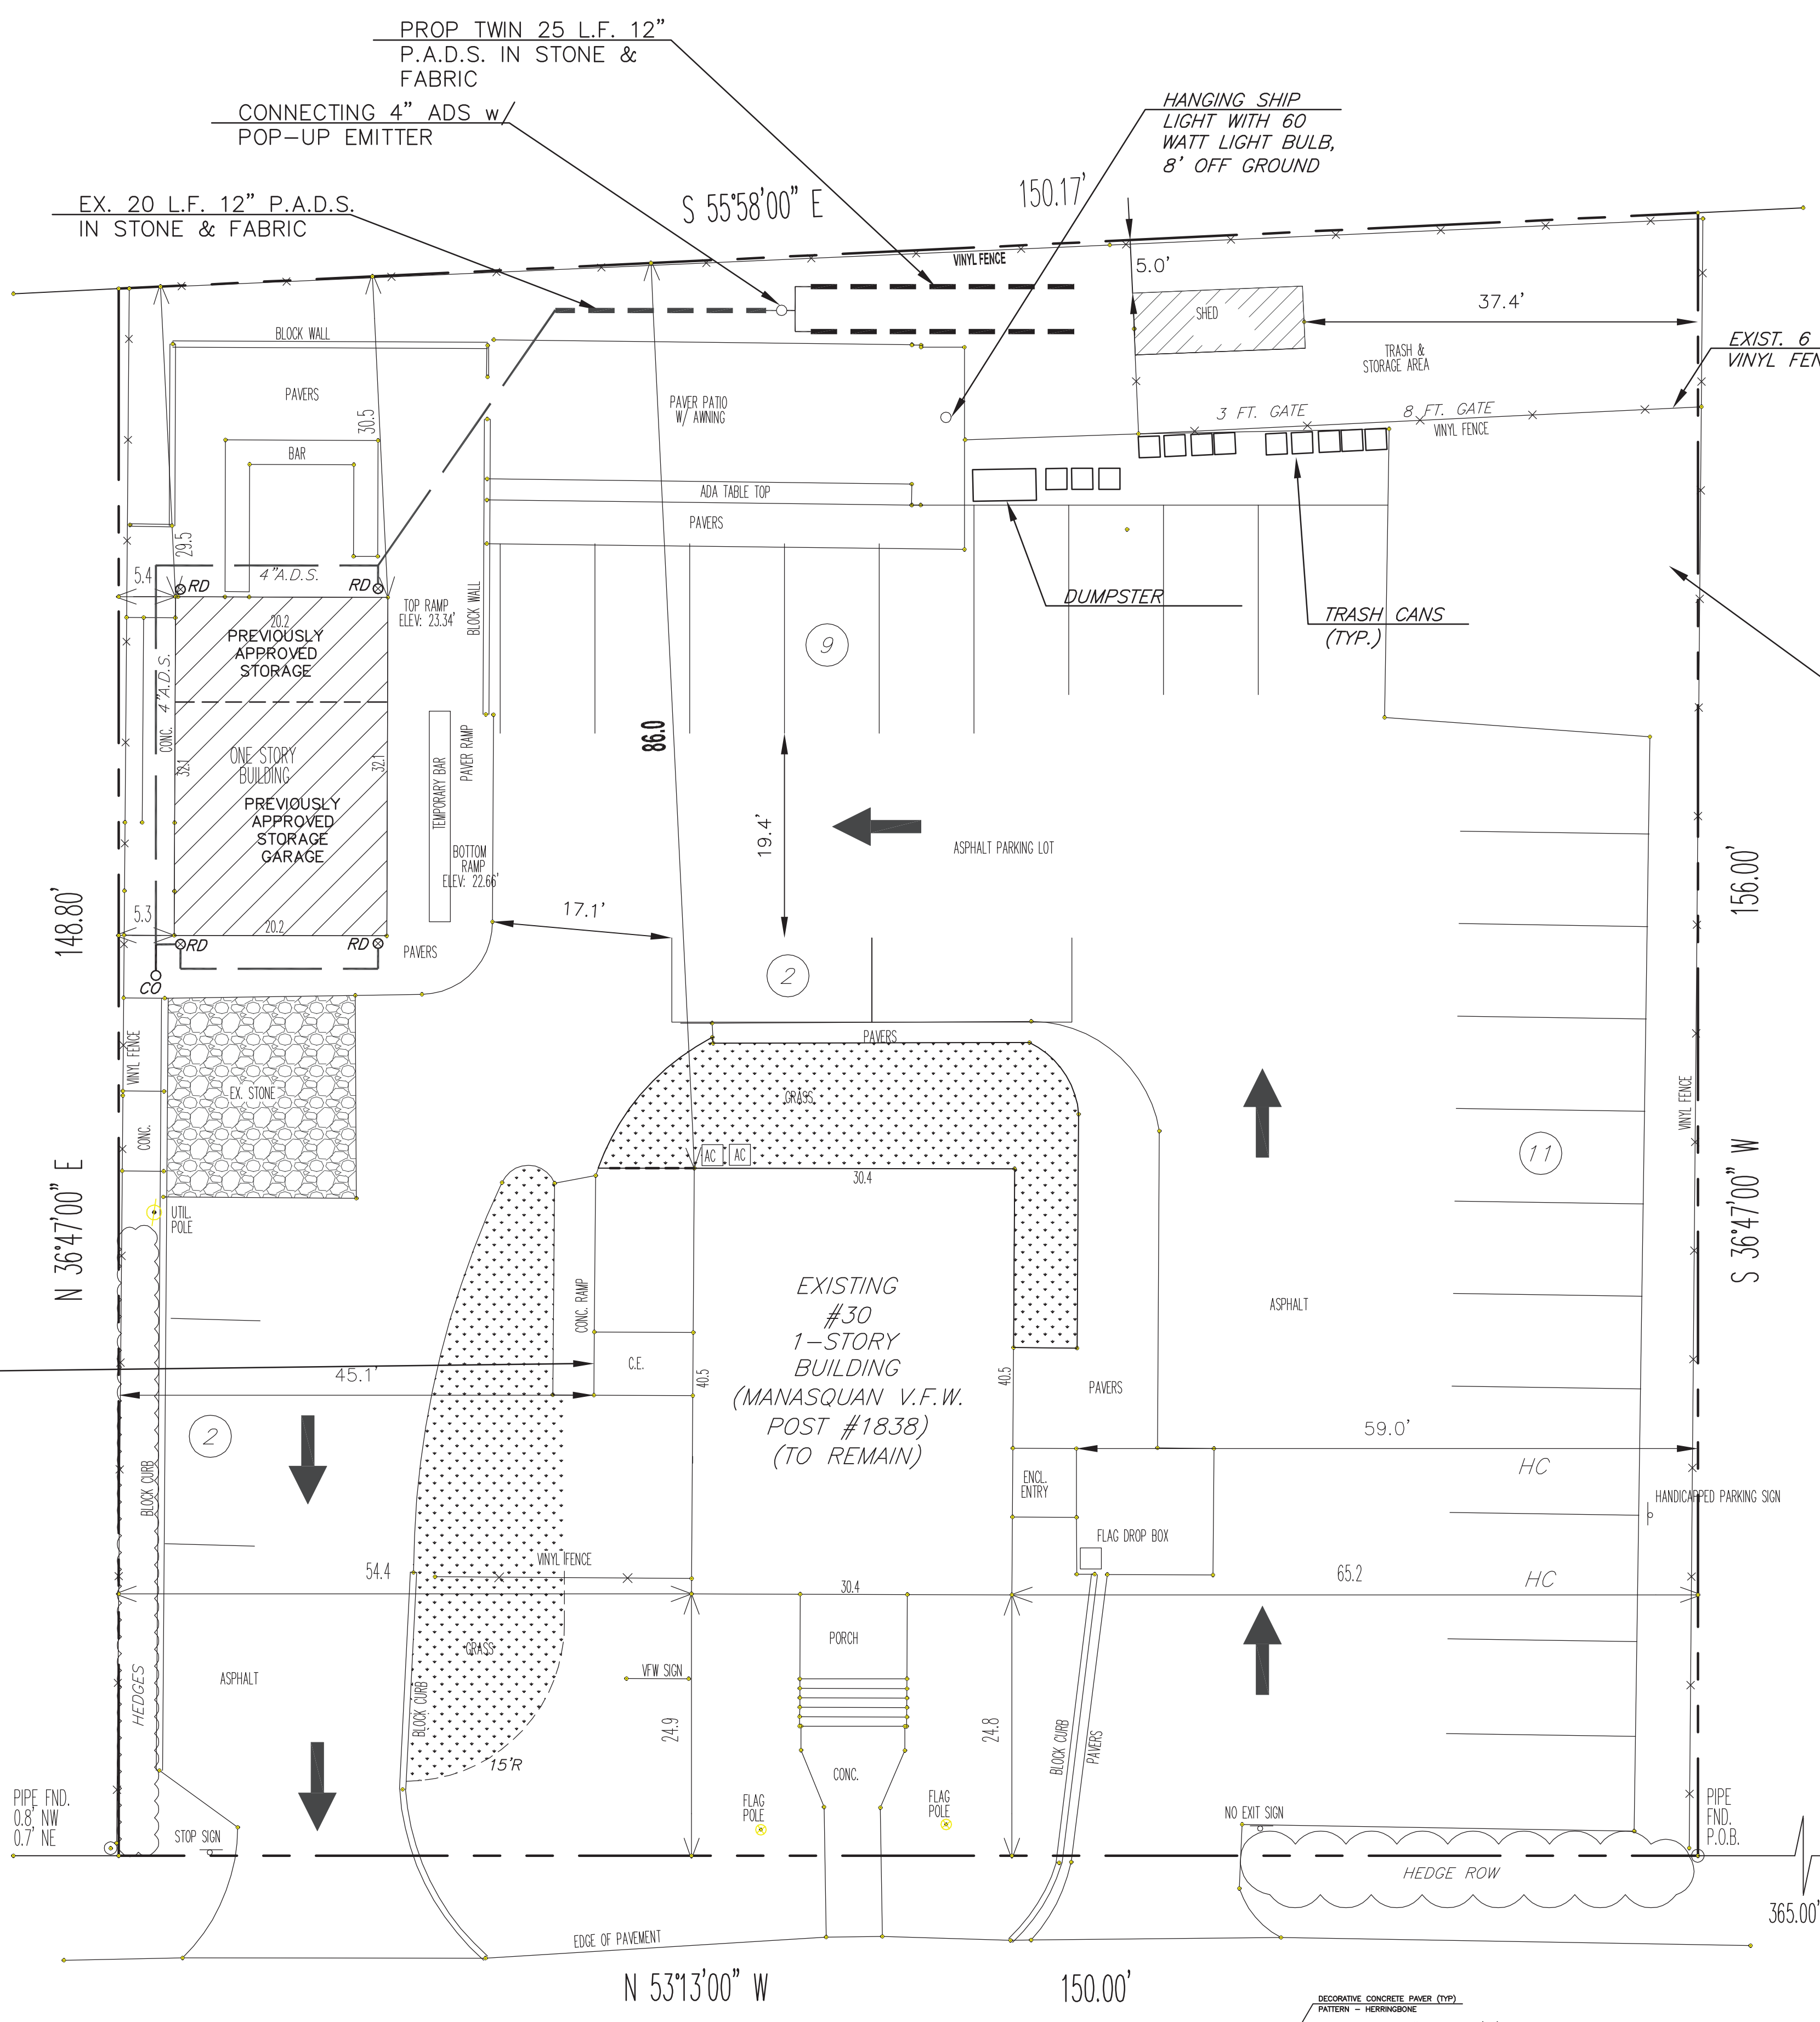 PROP TWIN 25 L.F. 12"
P.A.D.S. IN STONE &
FABRIC
CONNECTING 4" ADS w/
POP-UP EMITTER
EX. 20 L.F. 12" P.A.D.S.
IN STONE & FABRIC
HANGING SHIP
LIGHT WITH 60
WATT LIGHT BULB,
8' OFF GROUND
S 55°58'00" E
150.17'
VINYL FENCE
5.0'
SHED
37.4'
TRASH &
STORAGE AREA
EXIST. 6
3 FT. GATE
8 FT. GATE
VINYL FENCE
BLOCK WALL
PAVERS
30.5
PAVER PATIO
W/ AWNING
BAR
ADA TABLE TOP
PAVERS
29.5
5.4
4"A.D.S.
RD
RD
TOP RAMP
ELEV: 23.34'
BLOCK WALL
DUMPSTER
TRASH CANS
(TYP.)
9
20.2
PREVIOUSLY
APPROVED
STORAGE
4"A.D.S.
CONC.
32.1
ONE STORY
BUILDING
32.1
PREVIOUSLY
APPROVED
STORAGE
GARAGE
TEMPORARY BAR
PAVER RAMP
BOTTOM
RAMP
ELEV: 22.66'
86.0
19.4'
ASPHALT PARKING LOT
148.80'
156.00'
5.3
20.2
17.1'
RD
RD
PAVERS
CO
2
VINYL FENCE
EX. STONE
CONC.
PAVERS
GRASS
VINYL FENCE
AC
AC
30.4
11
N 36°47'00" E
S 36°47'00" W
UTIL.
POLE
CONC. RAMP
C.E.
40.5
40.5
EXISTING
#30
1-STORY
BUILDING
(MANASQUAN V.F.W.
POST #1838)
(TO REMAIN)
ASPHALT
PAVERS
45.1'
2
59.0'
HC
BLOCK CURB
ENCL.
ENTRY
HANDICAPPED PARKING SIGN
FLAG DROP BOX
VINYL FENCE
54.4
30.4
65.2
HC
PORCH
GRASS
VFW SIGN
ASPHALT
HEDGES
BLOCK CURB
24.9
24.8
BLOCK CURB
PAVERS
15'R
CONC.
FLAG
POLE
FLAG
POLE
NO EXIT SIGN
PIPE FND.
0.8' NW
0.7' NE
STOP SIGN
PIPE
FND.
P.O.B.
HEDGE ROW
365.00'
EDGE OF PAVEMENT
N 53°13'00" W
150.00'
DECORATIVE CONCRETE PAVER (TYP)
PATTERN - HERRINGBONE